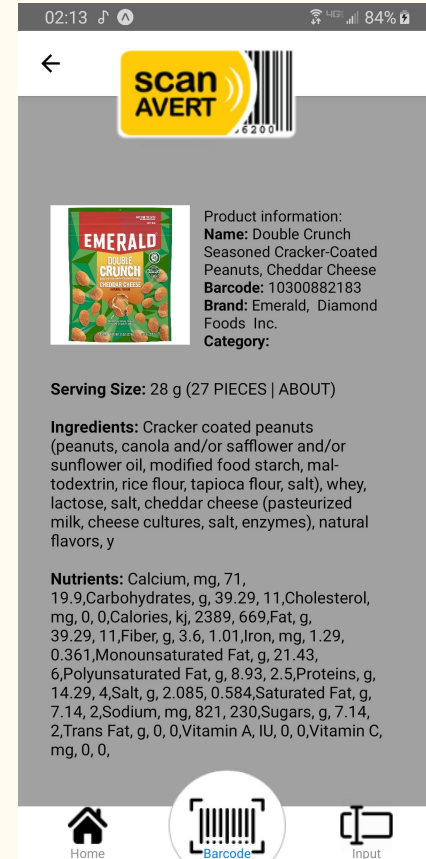 02:13
4GE 84%
scan
AVERT
6200
EMERALD
DOUBLE
CRUNCH
CHEDDAR CHEESE
Product information:
Name: Double Crunch
Seasoned Cracker-Coated
Peanuts, Cheddar Cheese
Barcode: 10300882183
Brand: Emerald,  Diamond
Foods  Inc.
Category:
Serving Size: 28 g (27 PIECES | ABOUT)
Ingredients: Cracker coated peanuts
(peanuts, canola and/or safflower and/or
sunflower oil, modified food starch, mal-
todextrin, rice flour, tapioca flour, salt), whey,
lactose, salt, cheddar cheese (pasteurized
milk, cheese cultures, salt, enzymes), natural
flavors, y
Nutrients: Calcium, mg, 71,
19.9,Carbohydrates, g, 39.29, 11,Cholesterol,
mg, 0, 0,Calories, kj, 2389, 669,Fat, g,
39.29, 11,Fiber, g, 3.6, 1.01,Iron, mg, 1.29,
0.361,Monounsaturated Fat, g, 21.43,
6,Polyunsaturated Fat, g, 8.93, 2.5,Proteins, g,
14.29, 4,Salt, g, 2.085, 0.584,Saturated Fat, g,
7.14, 2,Sodium, mg, 821, 230,Sugars, g, 7.14,
2,Trans Fat, g, 0, 0,Vitamin A, IU, 0, 0,Vitamin C,
mg, 0, 0,
Home
Barcode
Input